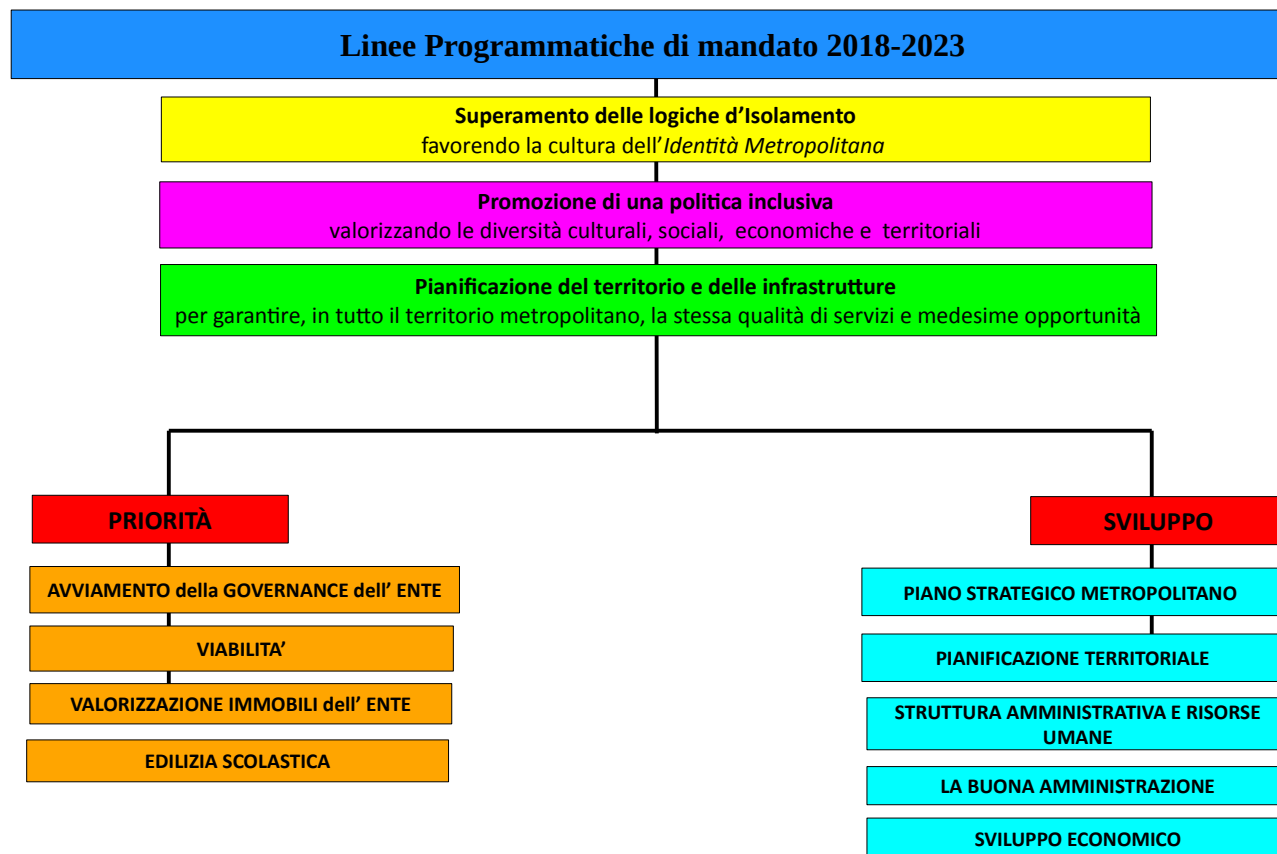 Linee Programmatiche di mandato 2018-2023
Superamento delle logiche d’Isolamento
favorendo la cultura dell’Identità Metropolitana
Promozione di una politica inclusiva
valorizzando le diversità culturali, sociali, economiche e territoriali
Pianificazione del territorio e delle infrastrutture
per garantire, in tutto il territorio metropolitano, la stessa qualità di servizi e medesime opportunità
PRIORITÀ
AVVIAMENTO della GOVERNANCE dell’ ENTE
VIABILITA’
VALORIZZAZIONE IMMOBILI dell’ ENTE
EDILIZIA SCOLASTICA
SVILUPPO
PIANO STRATEGICO METROPOLITANO
PIANIFICAZIONE TERRITORIALE
STRUTTURA AMMINISTRATIVA E RISORSE
UMANE
LA BUONA AMMINISTRAZIONE
SVILUPPO ECONOMICO